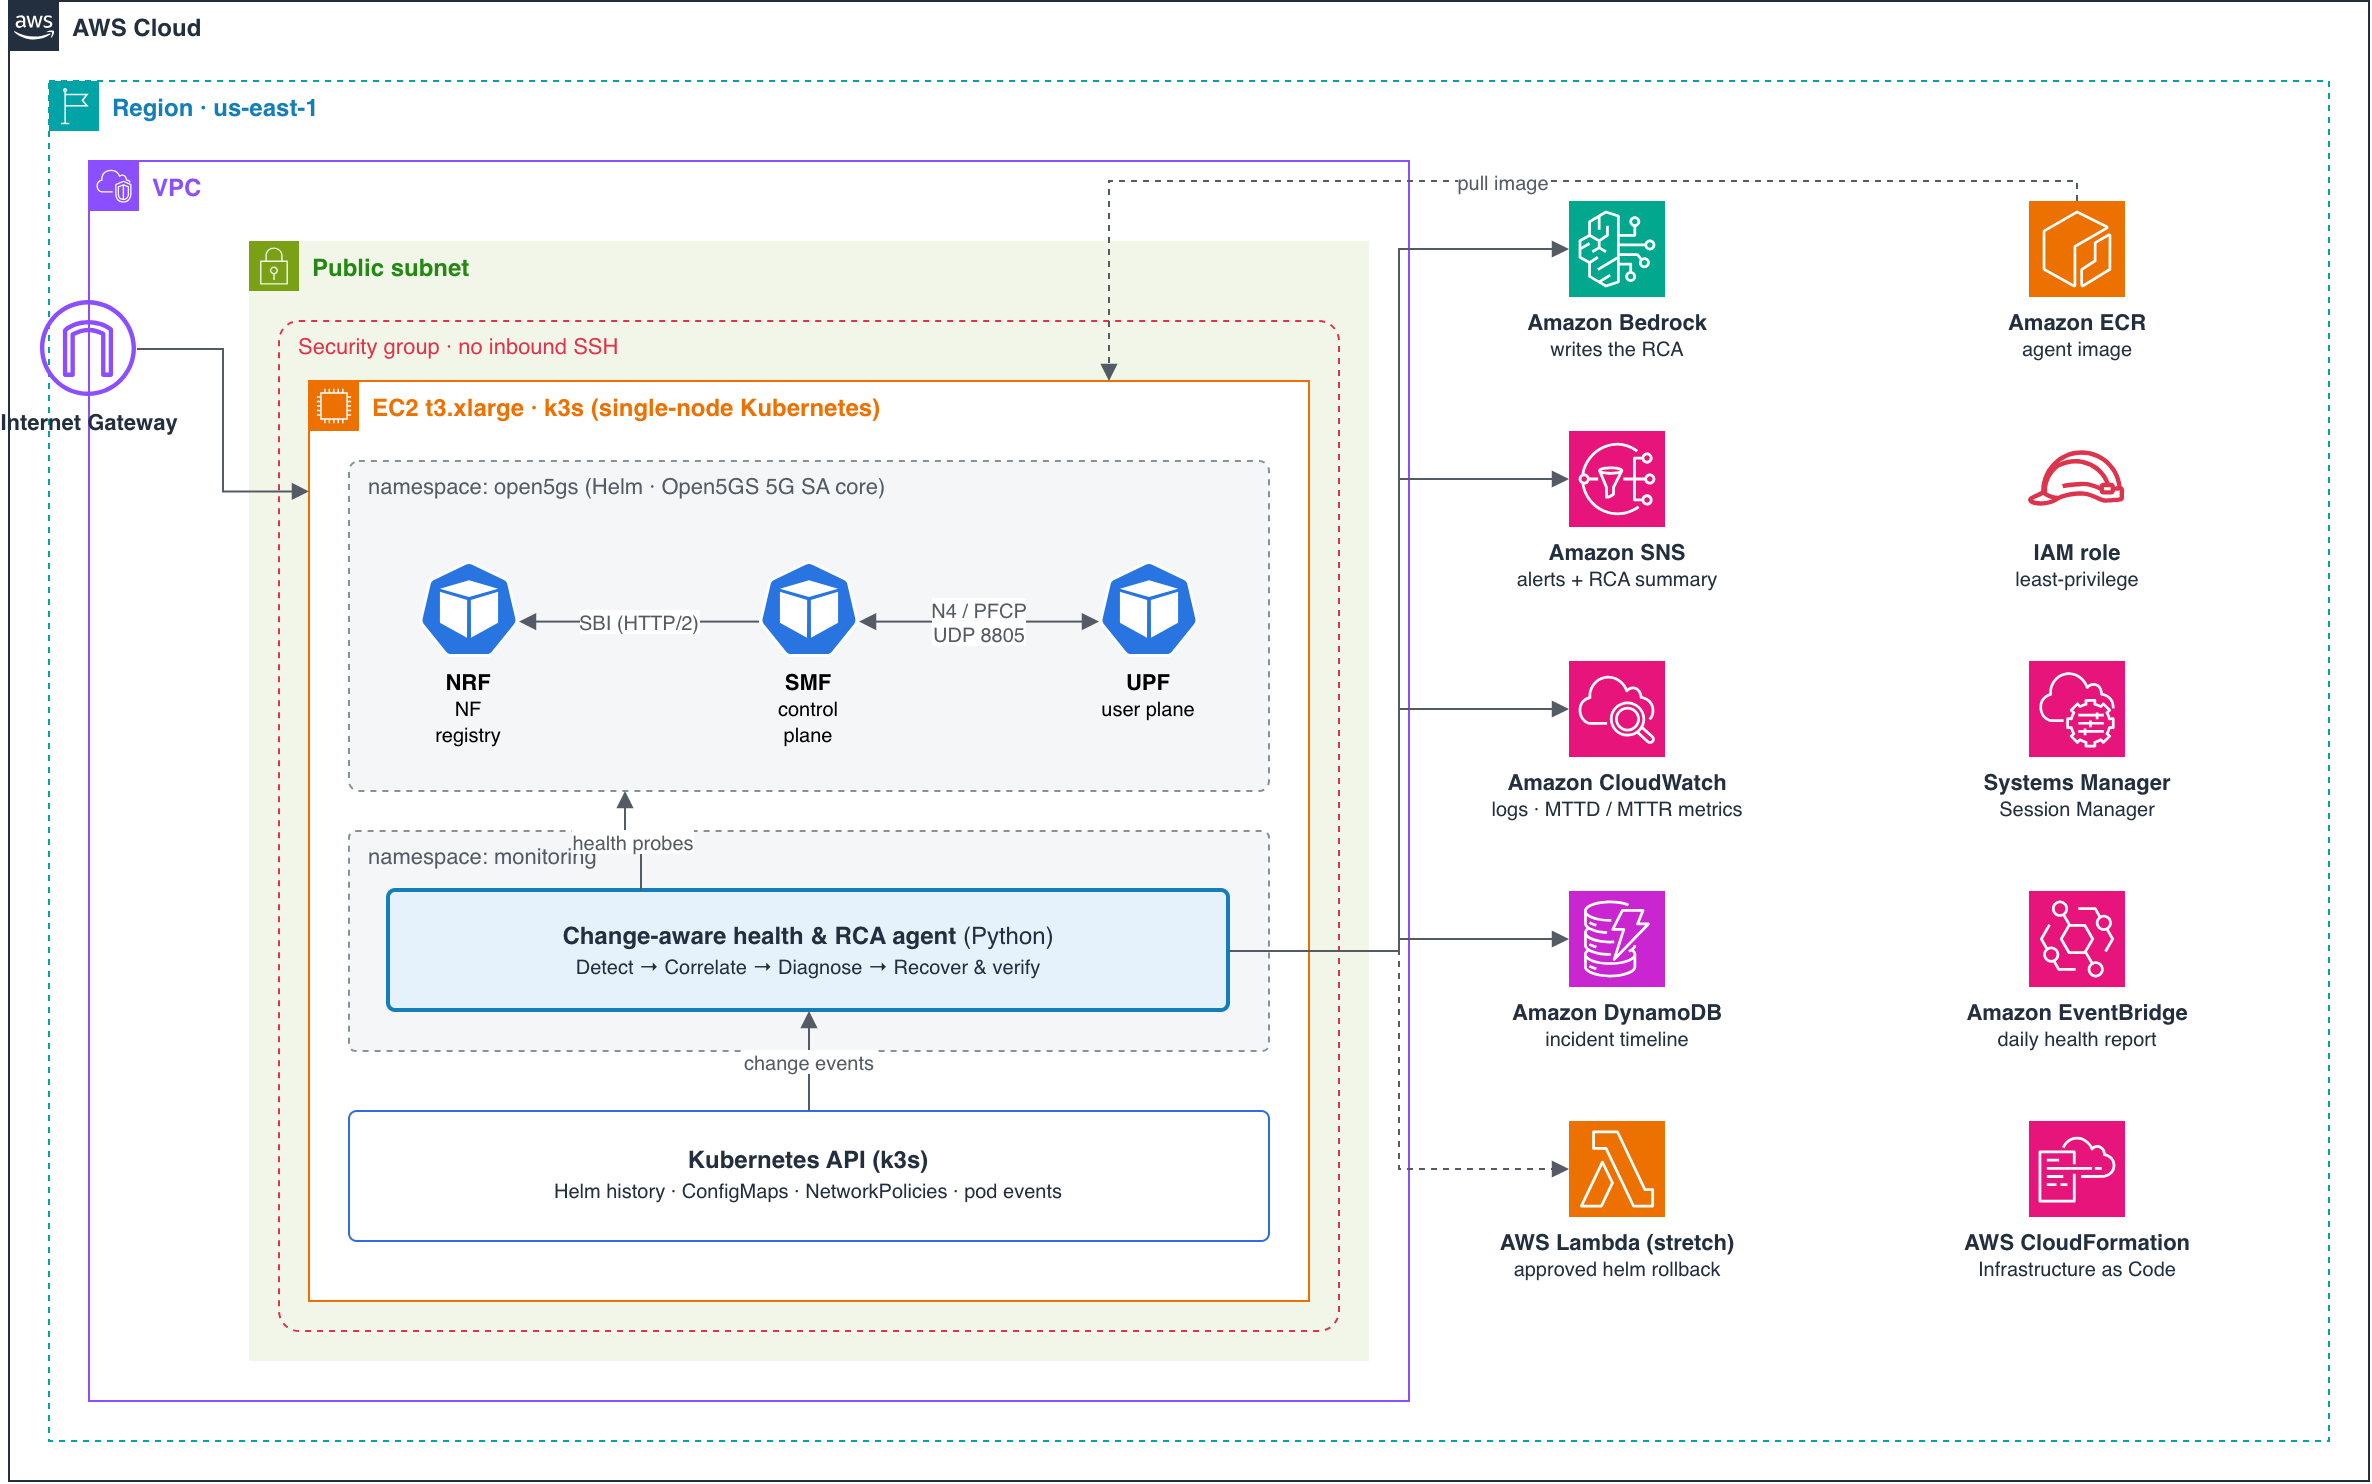 aws
AWS Cloud
Region · us-east-1
VPC
pull image
Public subnet
Security group · no inbound SSH
Internet Gateway
EC2 t3.xlarge · k3s (single-node Kubernetes)
namespace: open5gs (Helm · Open5GS 5G SA core)
SBI (HTTP/2)
N4 / PFCP
UDP 8805
NRF
NF
registry
SMF
control
plane
UPF
user plane
health probes
namespace: monitoring
Change-aware health & RCA agent (Python)
Detect → Correlate → Diagnose → Recover & verify
change events
Kubernetes API (k3s)
Helm history · ConfigMaps · NetworkPolicies · pod events
Amazon Bedrock
writes the RCA
Amazon ECR
agent image
Amazon SNS
alerts + RCA summary
IAM role
least-privilege
Amazon CloudWatch
logs · MTTD / MTTR metrics
Systems Manager
Session Manager
Amazon DynamoDB
incident timeline
Amazon EventBridge
daily health report
AWS Lambda (stretch)
approved helm rollback
AWS CloudFormation
Infrastructure as Code